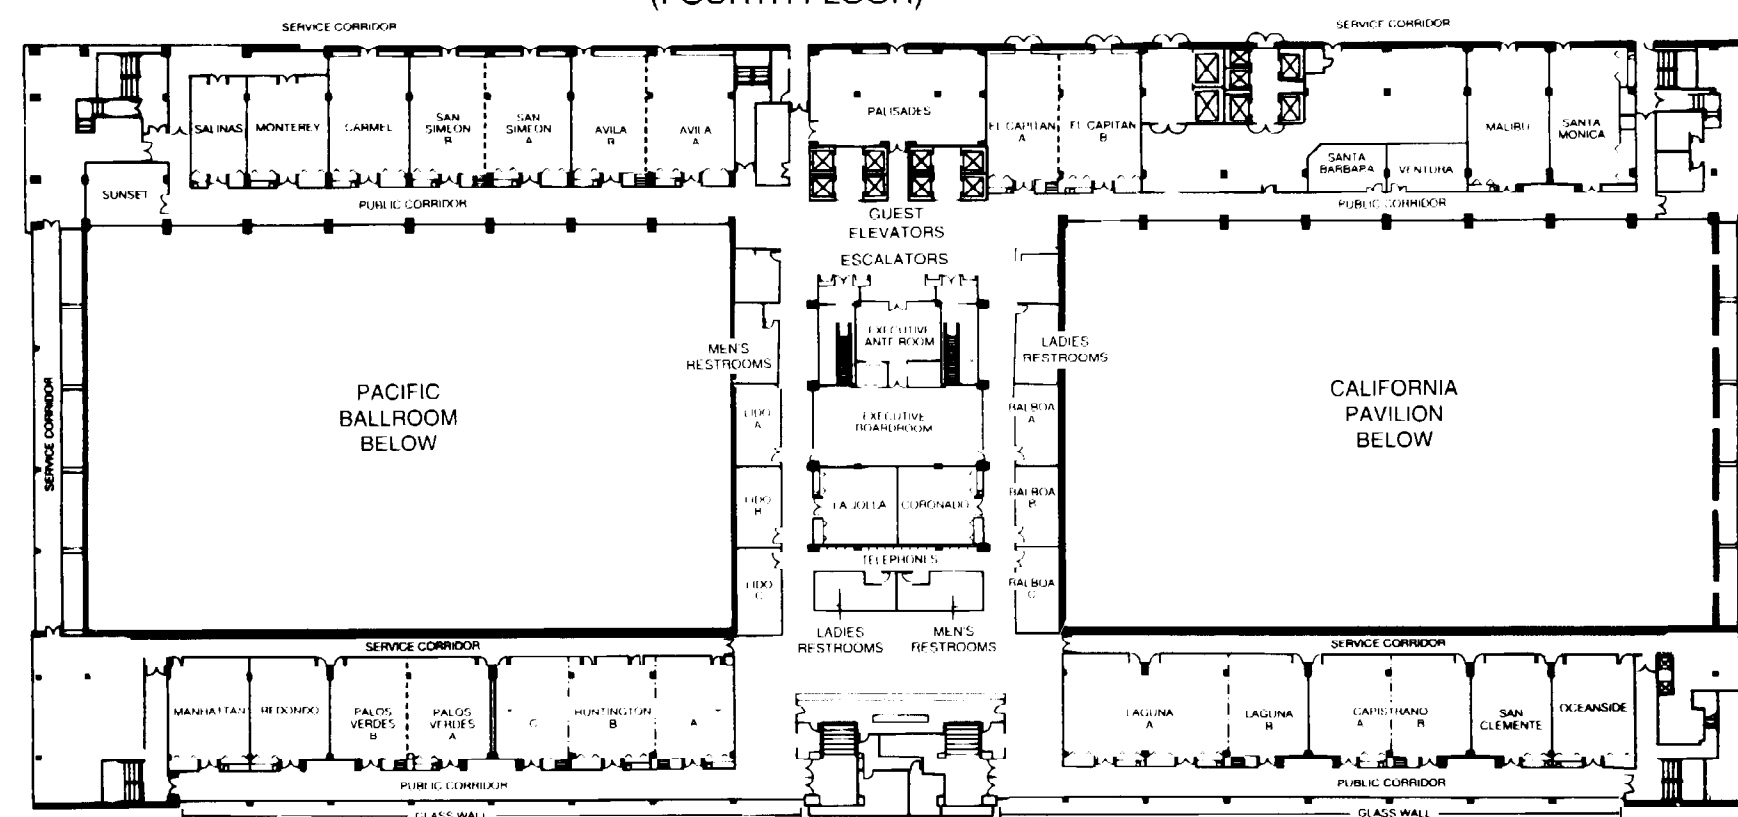 (FOURTH FLOOR)
SERVICE CORRIDOR
SERVICE CORRIDOR
SALINAS
MONTEREY
CARMEL
SAN
SIMEON
B
SAN
SIMEON
A
AVILA
B
AVILA
A
PALISADES
EL CAPITAN
A
EL CAPITAN
B
MALIBU
SANTA
MONICA
SANTA
BARBARA
VENTURA
SUNSET
PUBLIC CORRIDOR
PUBLIC CORRIDOR
GUEST
ELEVATORS
ESCALATORS
EXECUTIVE
ANTE ROOM
MEN'S
RESTROOMS
LADIES
RESTROOMS
SERVICE CORRIDOR
PACIFIC
BALLROOM
BELOW
LIDO
A
EXECUTIVE
BOARDROOM
BALBOA
A
CALIFORNIA
PAVILION
BELOW
LIDO
B
LA JOLLA
CORONADO
BALBOA
B
TELEPHONES
LIDO
C
BALBOA
C
LADIES
RESTROOMS
MEN'S
RESTROOMS
SERVICE CORRIDOR
SERVICE CORRIDOR
MANHATTAN
REDONDO
PALOS
VERDES
B
PALOS
VERDES
A
C
HUNTINGTON
B
A
LAGUNA
A
LAGUNA
B
CAPISTRANO
A B
SAN
CLEMENTE
OCEANSIDE
PUBLIC CORRIDOR
PUBLIC CORRIDOR
GLASS WALL
GLASS WALL